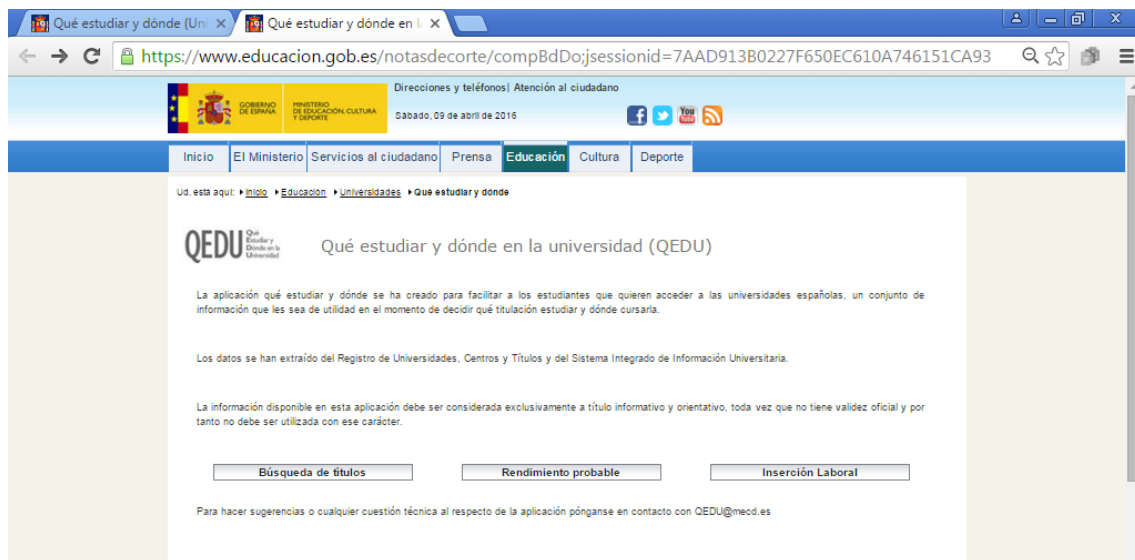 Qué estudiar y dónde (Uni
Qué estudiar y dónde en l
https://www.educacion.gob.es/notasdecorte/compBdDo;jsessionid=7AAD913B0227F650EC610A746151CA93
Direcciones y teléfonos| Atención al ciudadano
GOBIERNO
DE ESPAÑA
MINISTERIO
DE EDUCACIÓN, CULTURA
Y DEPORTE
Sábado, 09 de abril de 2016
You
Tube
Inicio El Ministerio Servicios al ciudadano Prensa Educación Cultura Deporte
Ud. está aquí: Inicio Educación Universidades Qué estudiar y dónde
QEDU
Qué
Estudiar y
Dónde en la
Universidad
Qué estudiar y dónde en la universidad (QEDU)
La aplicación qué estudiar y dónde se ha creado para facilitar a los estudiantes que quieren acceder a las universidades españolas, un conjunto de
información que les sea de utilidad en el momento de decidir qué titulación estudiar y dónde cursarla.
Los datos se han extraído del Registro de Universidades, Centros y Títulos y del Sistema Integrado de Información Universitaria.
La información disponible en esta aplicación debe ser considerada exclusivamente a título informativo y orientativo, toda vez que no tiene validez oficial y por
tanto no debe ser utilizada con ese carácter.
Búsqueda de títulos Rendimiento probable Inserción Laboral
Para hacer sugerencias o cualquier cuestión técnica al respecto de la aplicación pónganse en contacto con QEDU@mecd.es